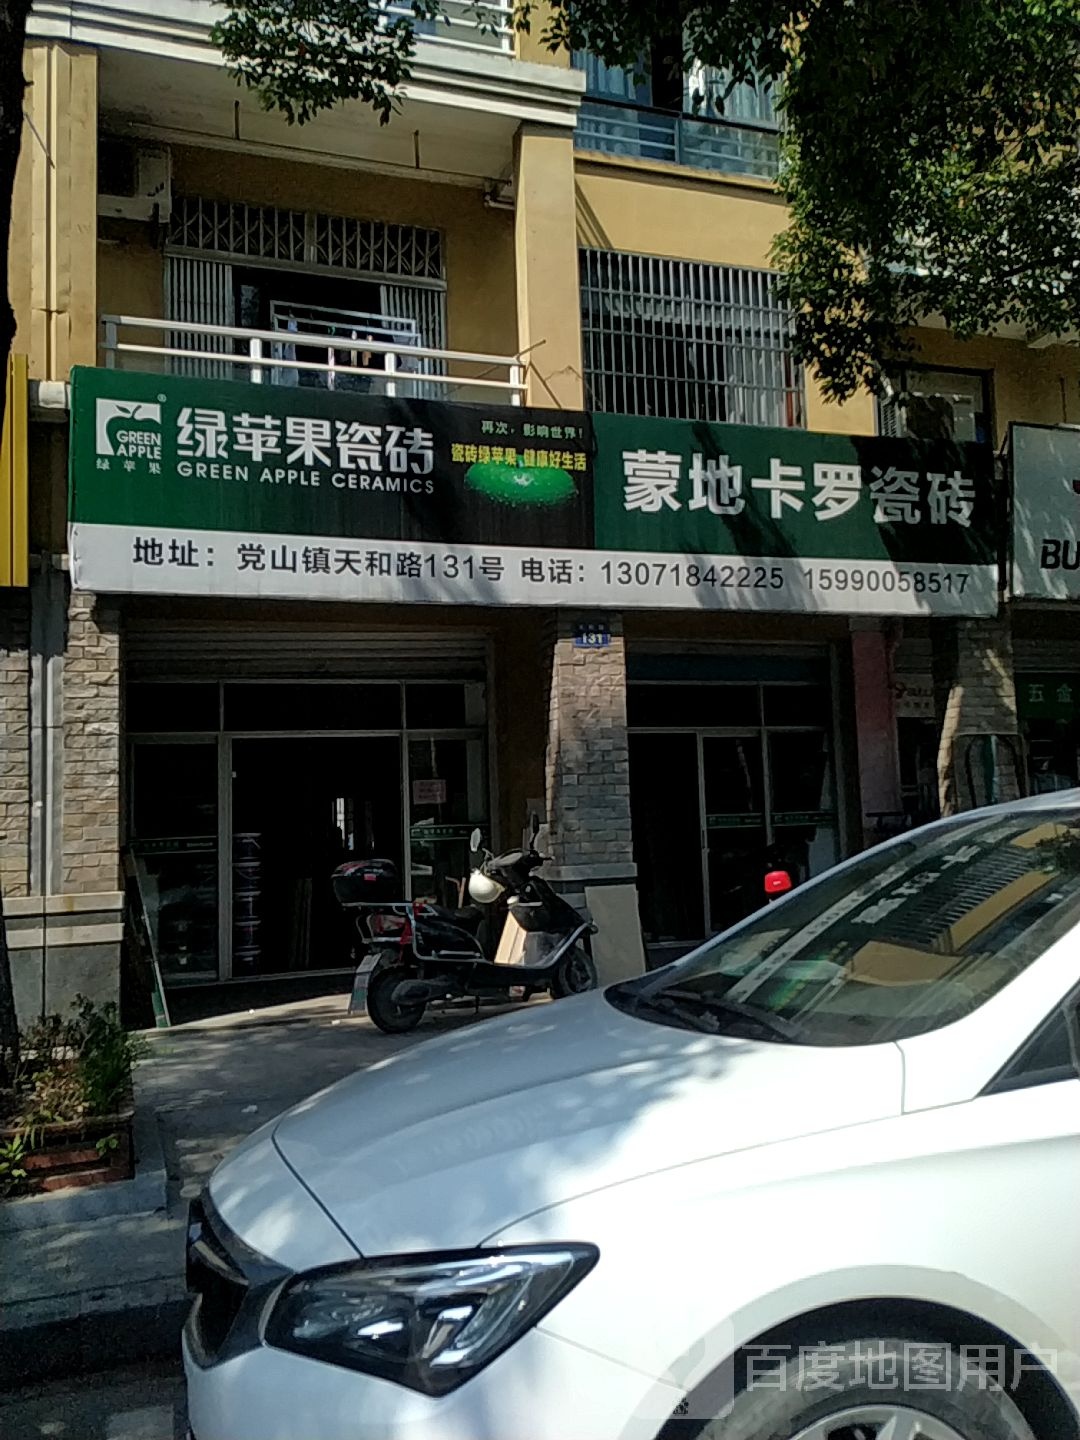 GREEN
APPLE
绿苹果
®
绿苹果瓷砖
GREEN APPLE CERAMICS
再次,影响世界!
瓷砖绿苹果 健康好生活
蒙地卡罗瓷砖
地址:党山镇天和路131号 电话:13071842225 15990058517
BU
131
五金
百度地图用户